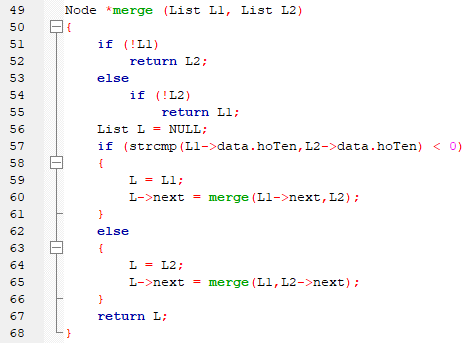 49 Node *merge (List L1, List L2)
50 {
51     if (!L1)
52         return L2;
53     else
54         if (!L2)
55             return L1;
56     List L = NULL;
57     if (strcmp(L1->data.hoTen,L2->data.hoTen) < 0)
58     {
59         L = L1;
60         L->next = merge(L1->next,L2);
61     }
62     else
63     {
64         L = L2;
65         L->next = merge(L1,L2->next);
66     }
67     return L;
68 }